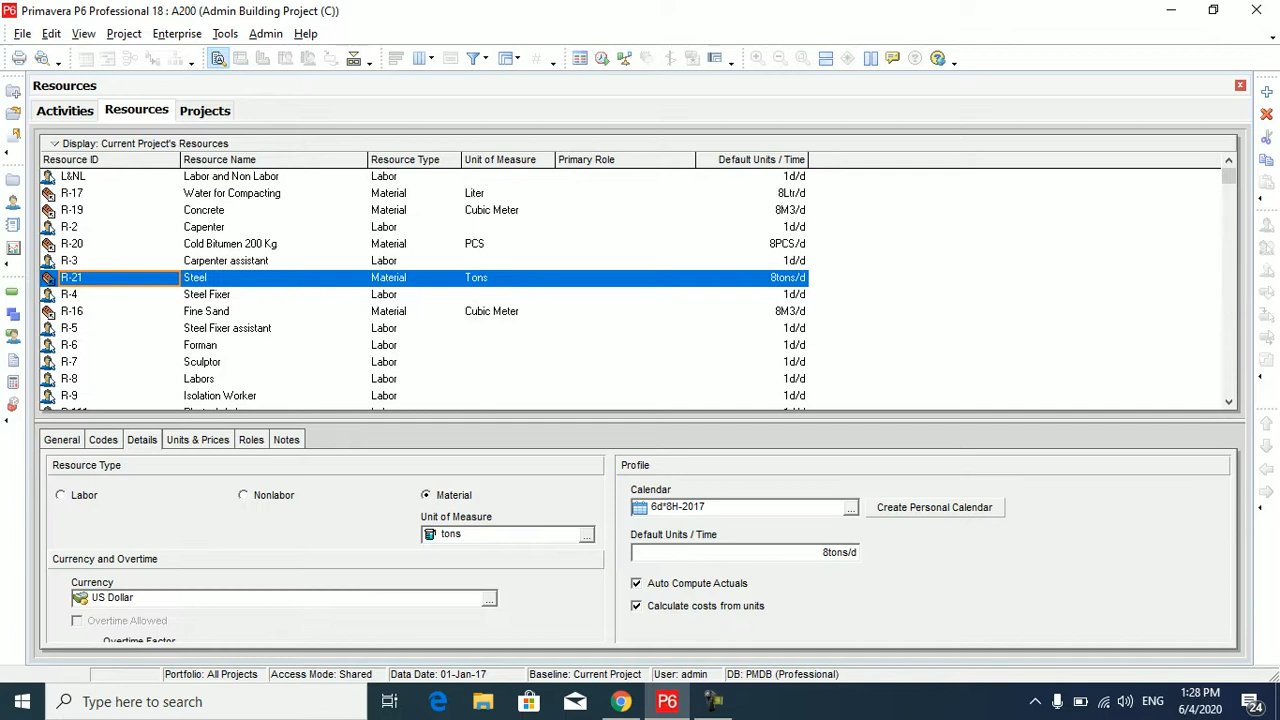 Primavera P6 Professional 18 : A200 (Admin Building Project (C))
File Edit View Project Enterprise Tools Admin Help
Resources
Activities Resources Projects
Display: Current Project's Resources
Resource ID Resource Name Resource Type Unit of Measure Primary Role Default Units / Time
L&NL Labor and Non Labor Labor 1d/d
R-17 Water for Compacting Material Liter 8Ltr/d
R-19 Concrete Material Cubic Meter 8M3/d
R-2 Capenter Labor 1d/d
R-20 Cold Bitumen 200 Kg Material PCS 8PCS/d
R-3 Carpenter assistant Labor 1d/d
R-21 Steel Material Tons 8tons/d
R-4 Steel Fixer Labor 1d/d
R-16 Fine Sand Material Cubic Meter 8M3/d
R-5 Steel Fixer assistant Labor 1d/d
R-6 Forman Labor 1d/d
R-7 Sculptor Labor 1d/d
R-8 Labors Labor 1d/d
R-9 Isolation Worker Labor 1d/d
General Codes Details Units & Prices Roles Notes
Resource Type Profile
Calendar
Labor Nonlabor Material
6d*8H-2017 ... Create Personal Calendar
Unit of Measure
tons ...
Default Units / Time
8tons/d
Currency and Overtime
Currency
Auto Compute Actuals
US Dollar ...
Calculate costs from units
Overtime Allowed
Overtime Factor
Portfolio: All Projects Access Mode: Shared Data Date: 01-Jan-17 Baseline: Current Project User: admin DB: PMDB (Professional)
Type here to search
P6
ENG
1:28 PM
6/4/2020
24